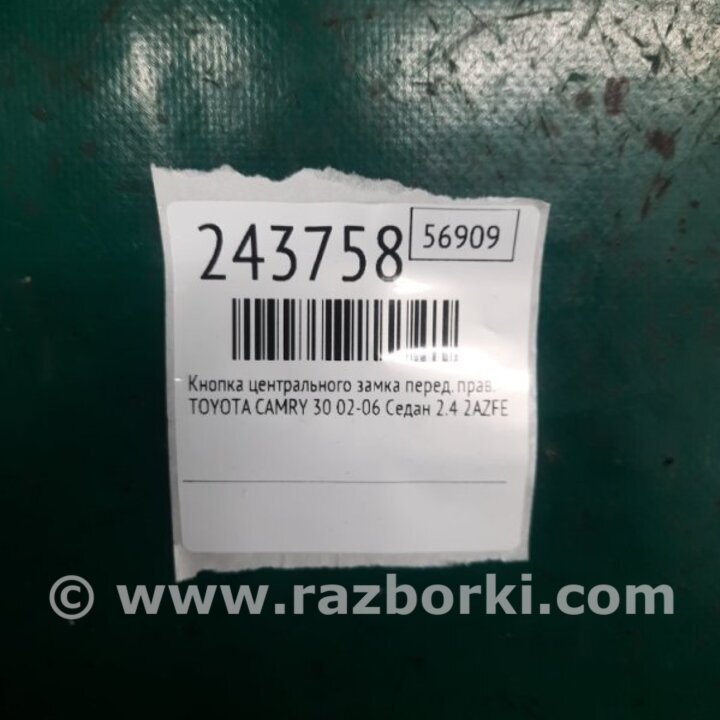 243758 56909
Кнопка центрального замка перед. прав.
TOYOTA CAMRY 30 02-06 Седан 2.4 2AZFE
© www.razborki.com